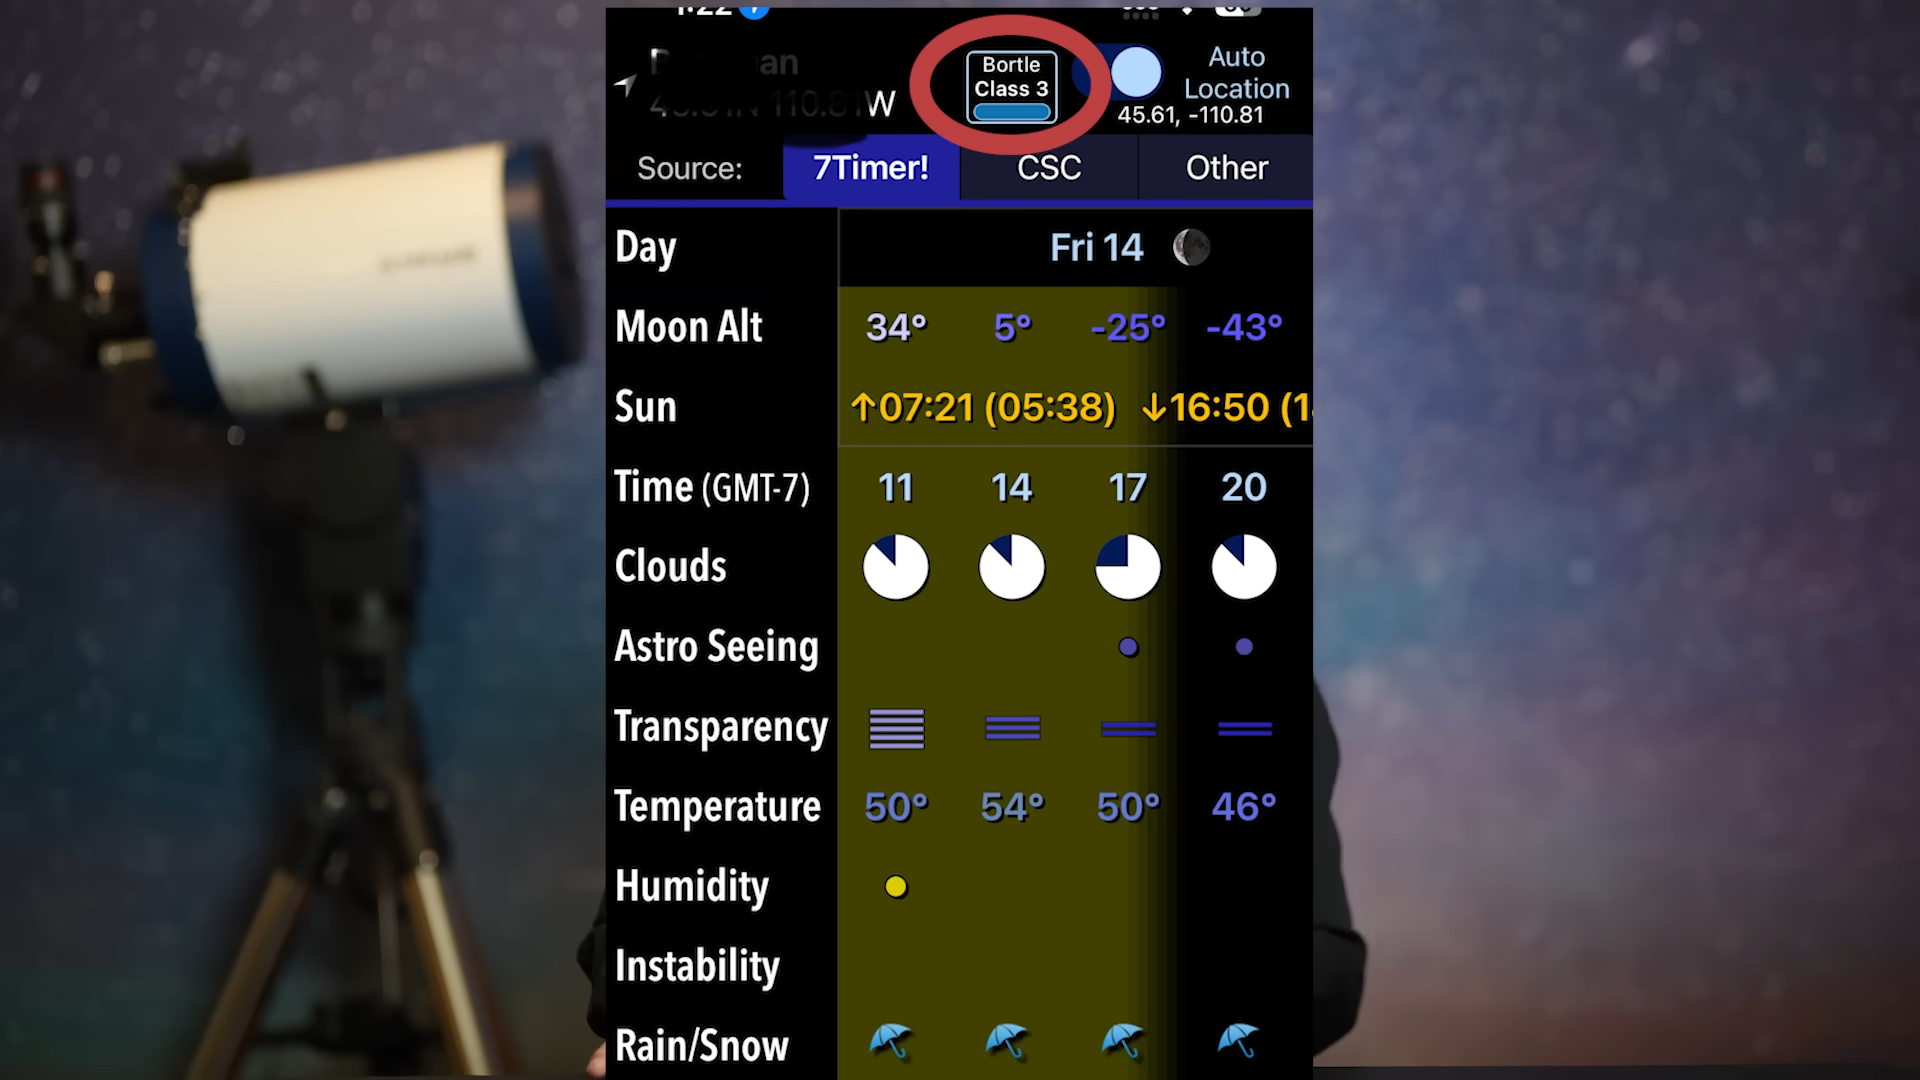 Bortle
Class 3
Auto
Location
45.61, -110.81
Source: 7Timer! CSC Other
Day Fri 14
Moon Alt 34° 5° -25° -43°
Sun ↑07:21 (05:38) ↓16:50 (1
Time (GMT-7) 11 14 17 20
Clouds
Astro Seeing
Transparency
Temperature 50° 54° 50° 46°
Humidity
Instability
Rain/Snow